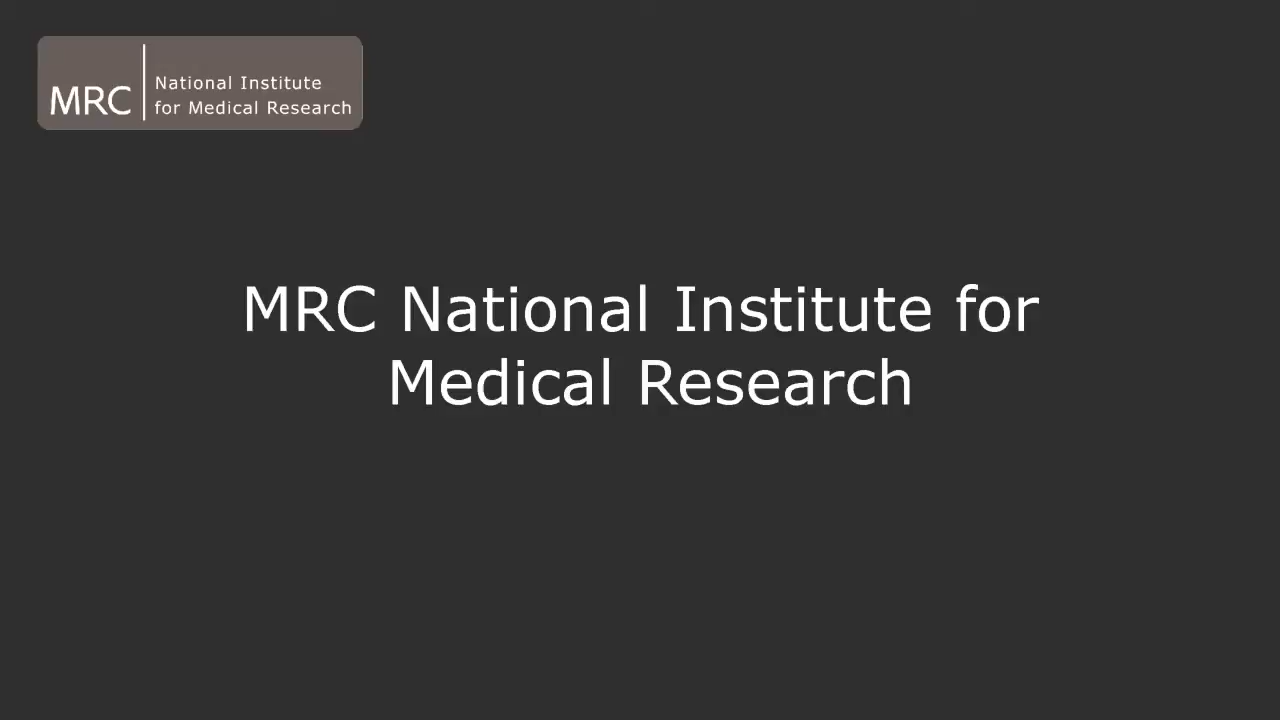 MRC
National Institute
for Medical Research
MRC National Institute for
Medical Research